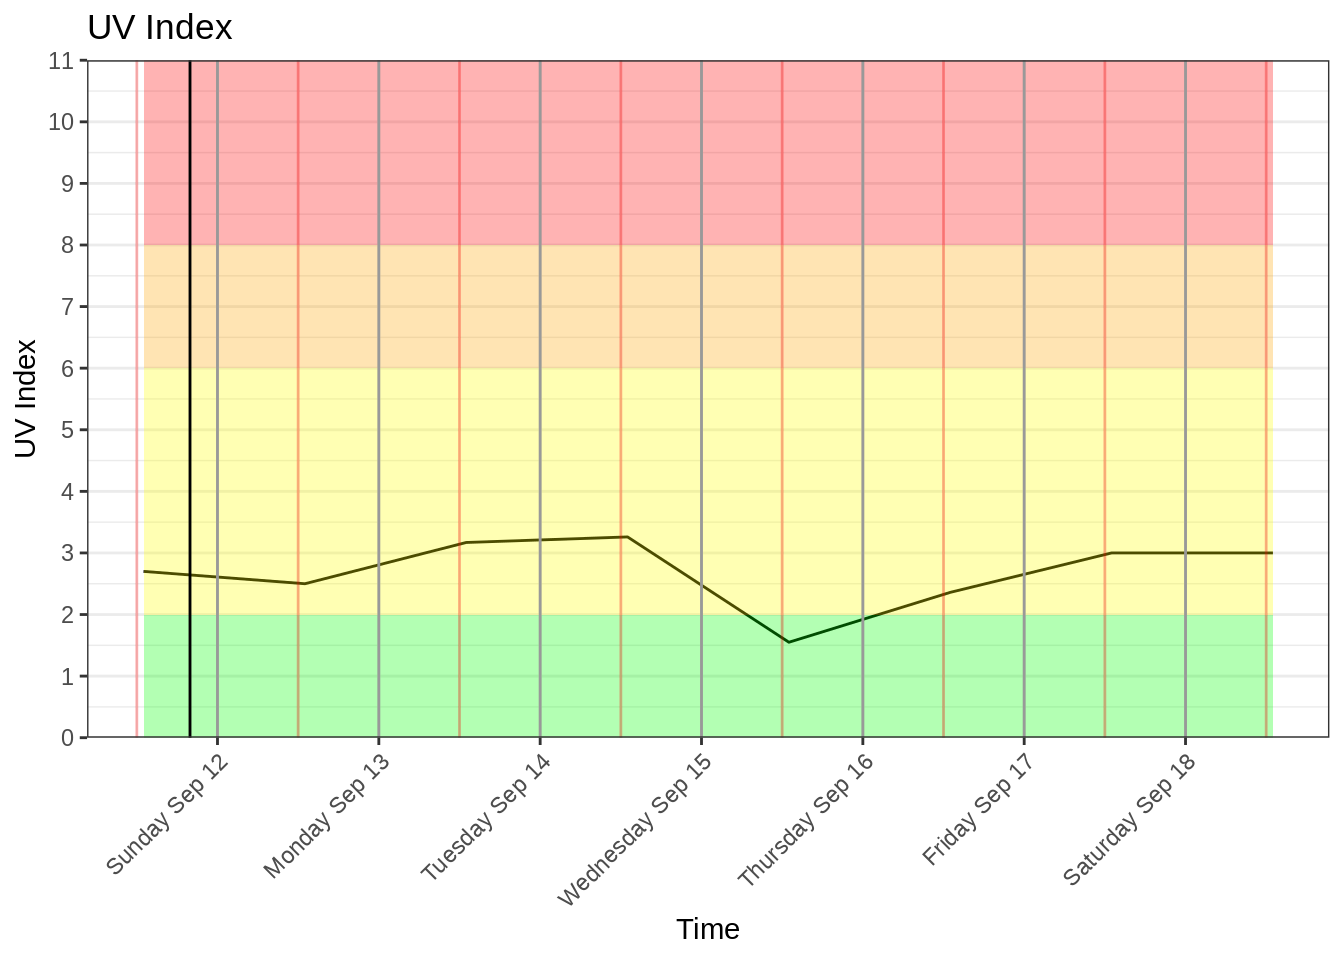 UV Index
11
10
9
8
7
6
5
4
3
2
1
0
UV Index
Sunday Sep 12
Monday Sep 13
Tuesday Sep 14
Wednesday Sep 15
Thursday Sep 16
Friday Sep 17
Saturday Sep 18
Time